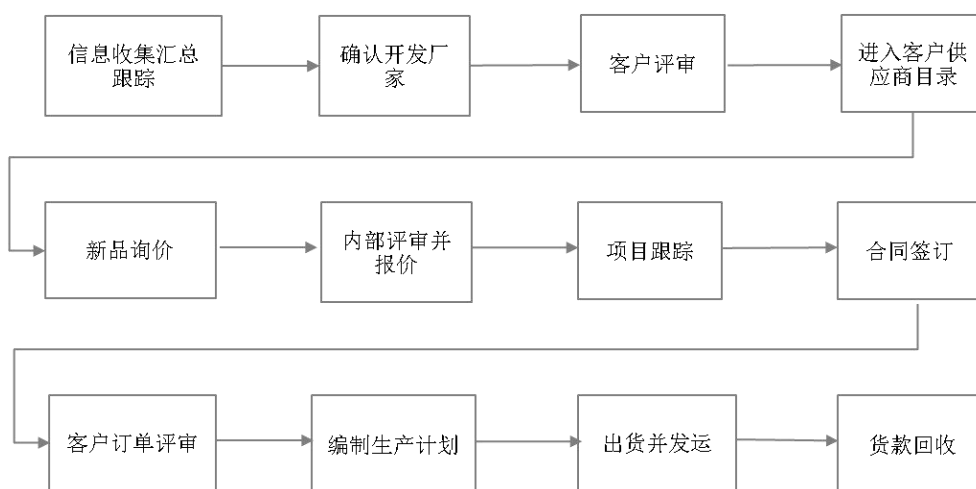 信息收集汇总
跟踪
确认开发厂
家
客户评审
进入客户供
应商目录
新品询价
内部评审并
报价
项目跟踪
合同签订
客户订单评审
编制生产计划
出货并发运
货款回收